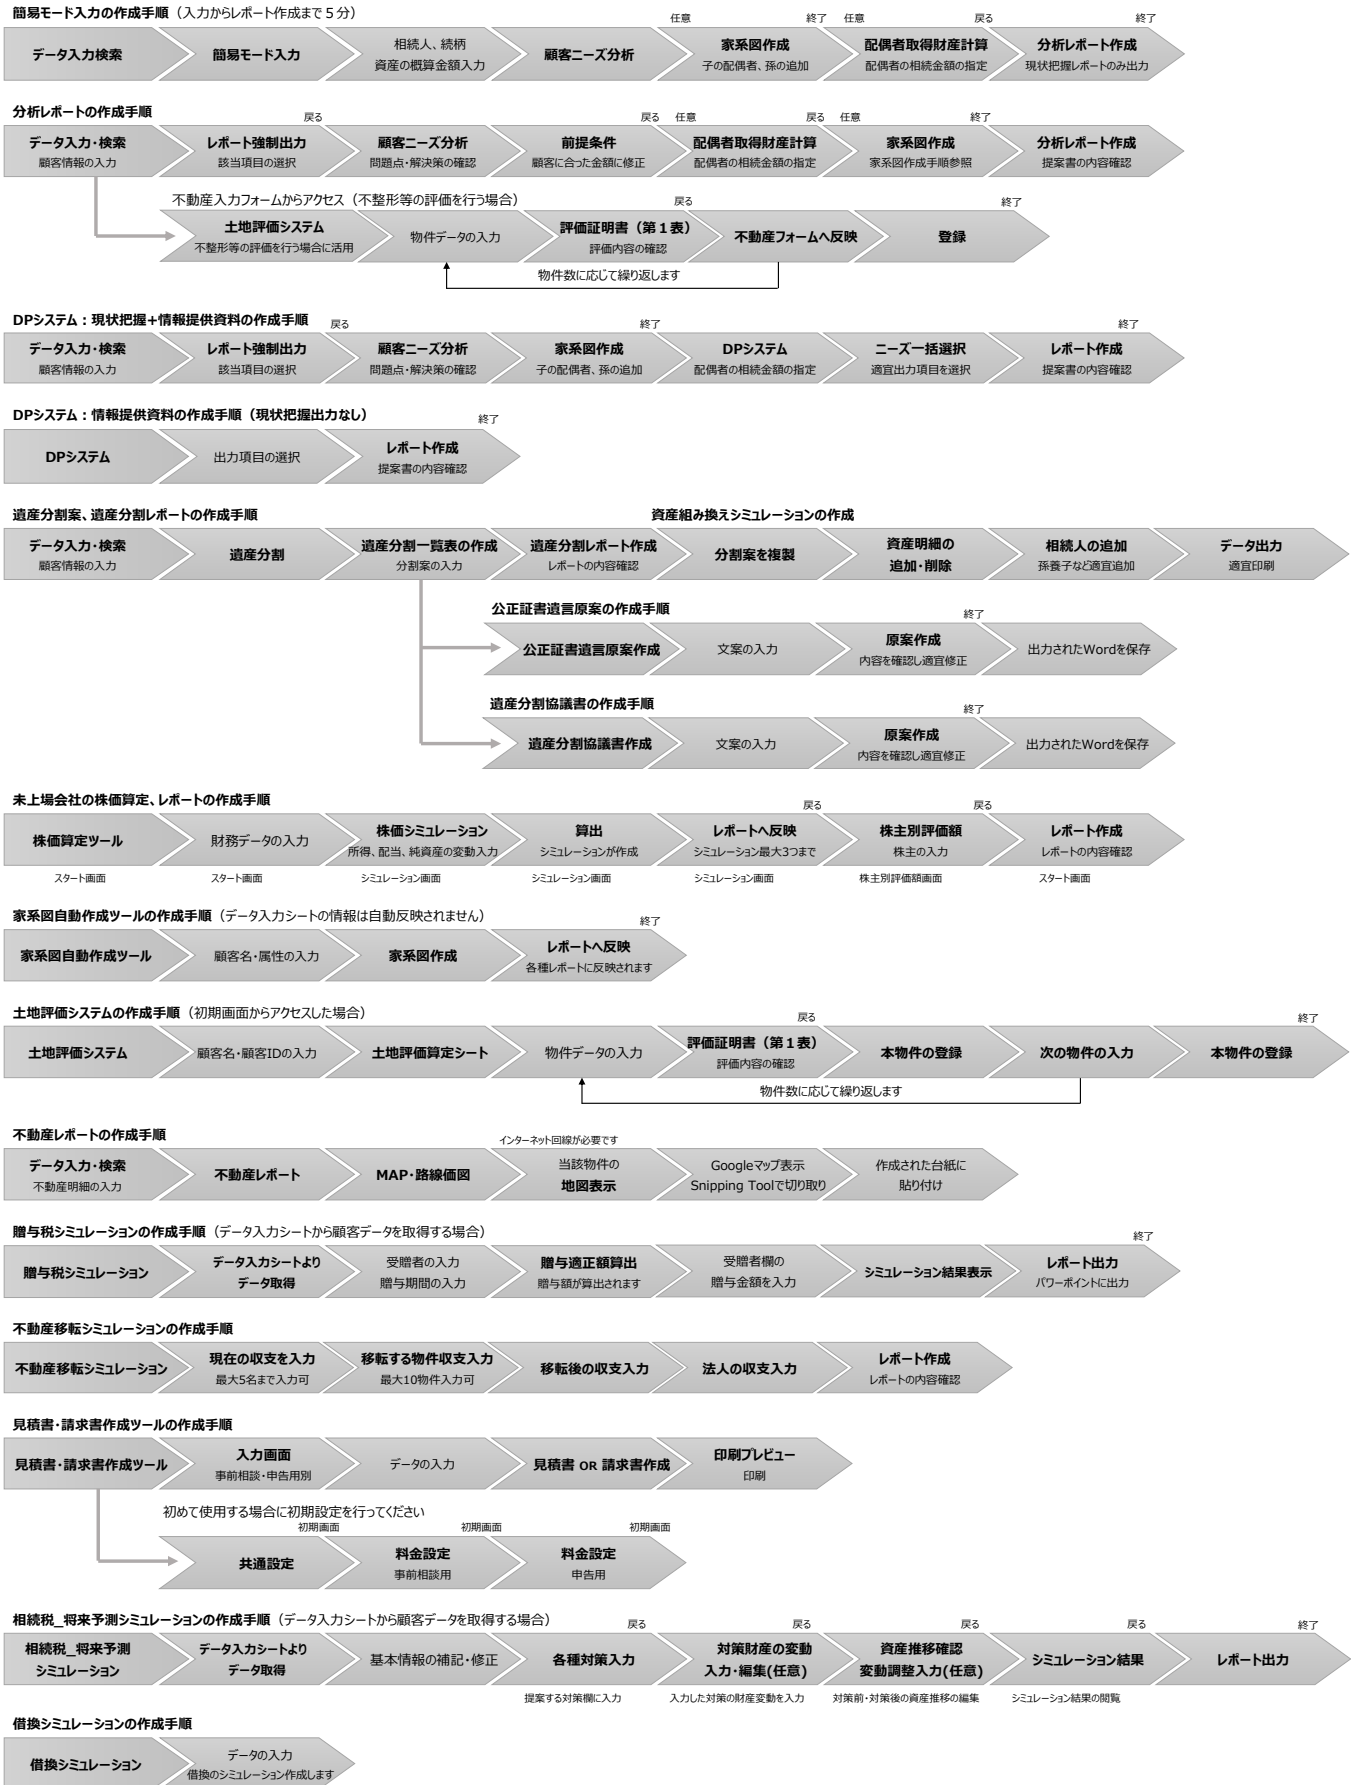 簡易モード入力の作成手順（入力からレポート作成まで５分）
任意 終了 任意 戻る 終了
データ入力検索
簡易モード入力
相続人、続柄
資産の概算金額入力
顧客ニーズ分析
家系図作成
子の配偶者、孫の追加
配偶者取得財産計算
配偶者の相続金額の指定
分析レポート作成
現状把握レポートのみ出力
分析レポートの作成手順
戻る 戻る 任意 戻る 任意 終了
データ入力・検索
顧客情報の入力
レポート強制出力
該当項目の選択
顧客ニーズ分析
問題点・解決策の確認
前提条件
顧客に合った金額に修正
配偶者取得財産計算
配偶者の相続金額の指定
家系図作成
家系図作成手順参照
分析レポート作成
提案書の内容確認
不動産入力フォームからアクセス（不整形等の評価を行う場合）
戻る 終了
土地評価システム
不整形等の評価を行う場合に活用
物件データの入力
評価証明書（第１表）
評価内容の確認
不動産フォームへ反映
登録
物件数に応じて繰り返します
DPシステム：現状把握+情報提供資料の作成手順
戻る 終了 終了
データ入力・検索
顧客情報の入力
レポート強制出力
該当項目の選択
顧客ニーズ分析
問題点・解決策の確認
家系図作成
子の配偶者、孫の追加
DPシステム
配偶者の相続金額の指定
ニーズ一括選択
適宜出力項目を選択
レポート作成
提案書の内容確認
DPシステム：情報提供資料の作成手順（現状把握出力なし）
終了
DPシステム
出力項目の選択
レポート作成
提案書の内容確認
遺産分割案、遺産分割レポートの作成手順
資産組み換えシミュレーションの作成
データ入力・検索
顧客情報の入力
遺産分割
遺産分割一覧表の作成
分割案の入力
遺産分割レポート作成
レポートの内容確認
分割案を複製
資産明細の
追加・削除
相続人の追加
孫養子など適宜追加
データ出力
適宜印刷
公正証書遺言原案の作成手順
終了
公正証書遺言原案作成
文案の入力
原案作成
内容を確認し適宜修正
出力されたWordを保存
遺産分割協議書の作成手順
終了
遺産分割協議書作成
文案の入力
原案作成
内容を確認し適宜修正
出力されたWordを保存
未上場会社の株価算定、レポートの作成手順
戻る 戻る
株価算定ツール
財務データの入力
株価シミュレーション
所得、配当、純資産の変動入力
算出
シミュレーションが作成
レポートへ反映
シミュレーション最大3つまで
株主別評価額
株主の入力
レポート作成
レポートの内容確認
スタート画面 スタート画面 シミュレーション画面 シミュレーション画面 シミュレーション画面 株主別評価額画面 スタート画面
家系図自動作成ツールの作成手順（データ入力シートの情報は自動反映されません）
終了
家系図自動作成ツール
顧客名・属性の入力
家系図作成
レポートへ反映
各種レポートに反映されます
土地評価システムの作成手順（初期画面からアクセスした場合）
戻る 終了
土地評価システム
顧客名・顧客IDの入力
土地評価算定シート
物件データの入力
評価証明書（第１表）
評価内容の確認
本物件の登録
次の物件の入力
本物件の登録
物件数に応じて繰り返します
不動産レポートの作成手順
インターネット回線が必要です
データ入力・検索
不動産明細の入力
不動産レポート
MAP・路線価図
当該物件の
地図表示
Googleマップ表示
Snipping Toolで切り取り
作成された台紙に
貼り付け
贈与税シミュレーションの作成手順（データ入力シートから顧客データを取得する場合）
終了
贈与税シミュレーション
データ入力シートより
データ取得
受贈者の入力
贈与期間の入力
贈与適正額算出
贈与額が算出されます
受贈者欄の
贈与金額を入力
シミュレーション結果表示
レポート出力
パワーポイントに出力
不動産移転シミュレーションの作成手順
不動産移転シミュレーション
現在の収支を入力
最大5名まで入力可
移転する物件収支入力
最大10物件入力可
移転後の収支入力
法人の収支入力
レポート作成
レポートの内容確認
見積書・請求書作成ツールの作成手順
見積書・請求書作成ツール
入力画面
事前相談・申告用別
データの入力
見積書 OR 請求書作成
印刷プレビュー
印刷
初めて使用する場合に初期設定を行ってください
初期画面 初期画面 初期画面
共通設定
料金設定
事前相談用
料金設定
申告用
相続税_将来予測シミュレーションの作成手順（データ入力シートから顧客データを取得する場合）
戻る 戻る 戻る 戻る 終了
相続税_将来予測
シミュレーション
データ入力シートより
データ取得
基本情報の補記・修正
各種対策入力
対策財産の変動
入力・編集(任意)
資産推移確認
変動調整入力(任意)
シミュレーション結果
レポート出力
提案する対策欄に入力 入力した対策の財産変動を入力 対策前・対策後の資産推移の編集 シミュレーション結果の閲覧
借換シミュレーションの作成手順
借換シミュレーション
データの入力
借換のシミュレーション作成します